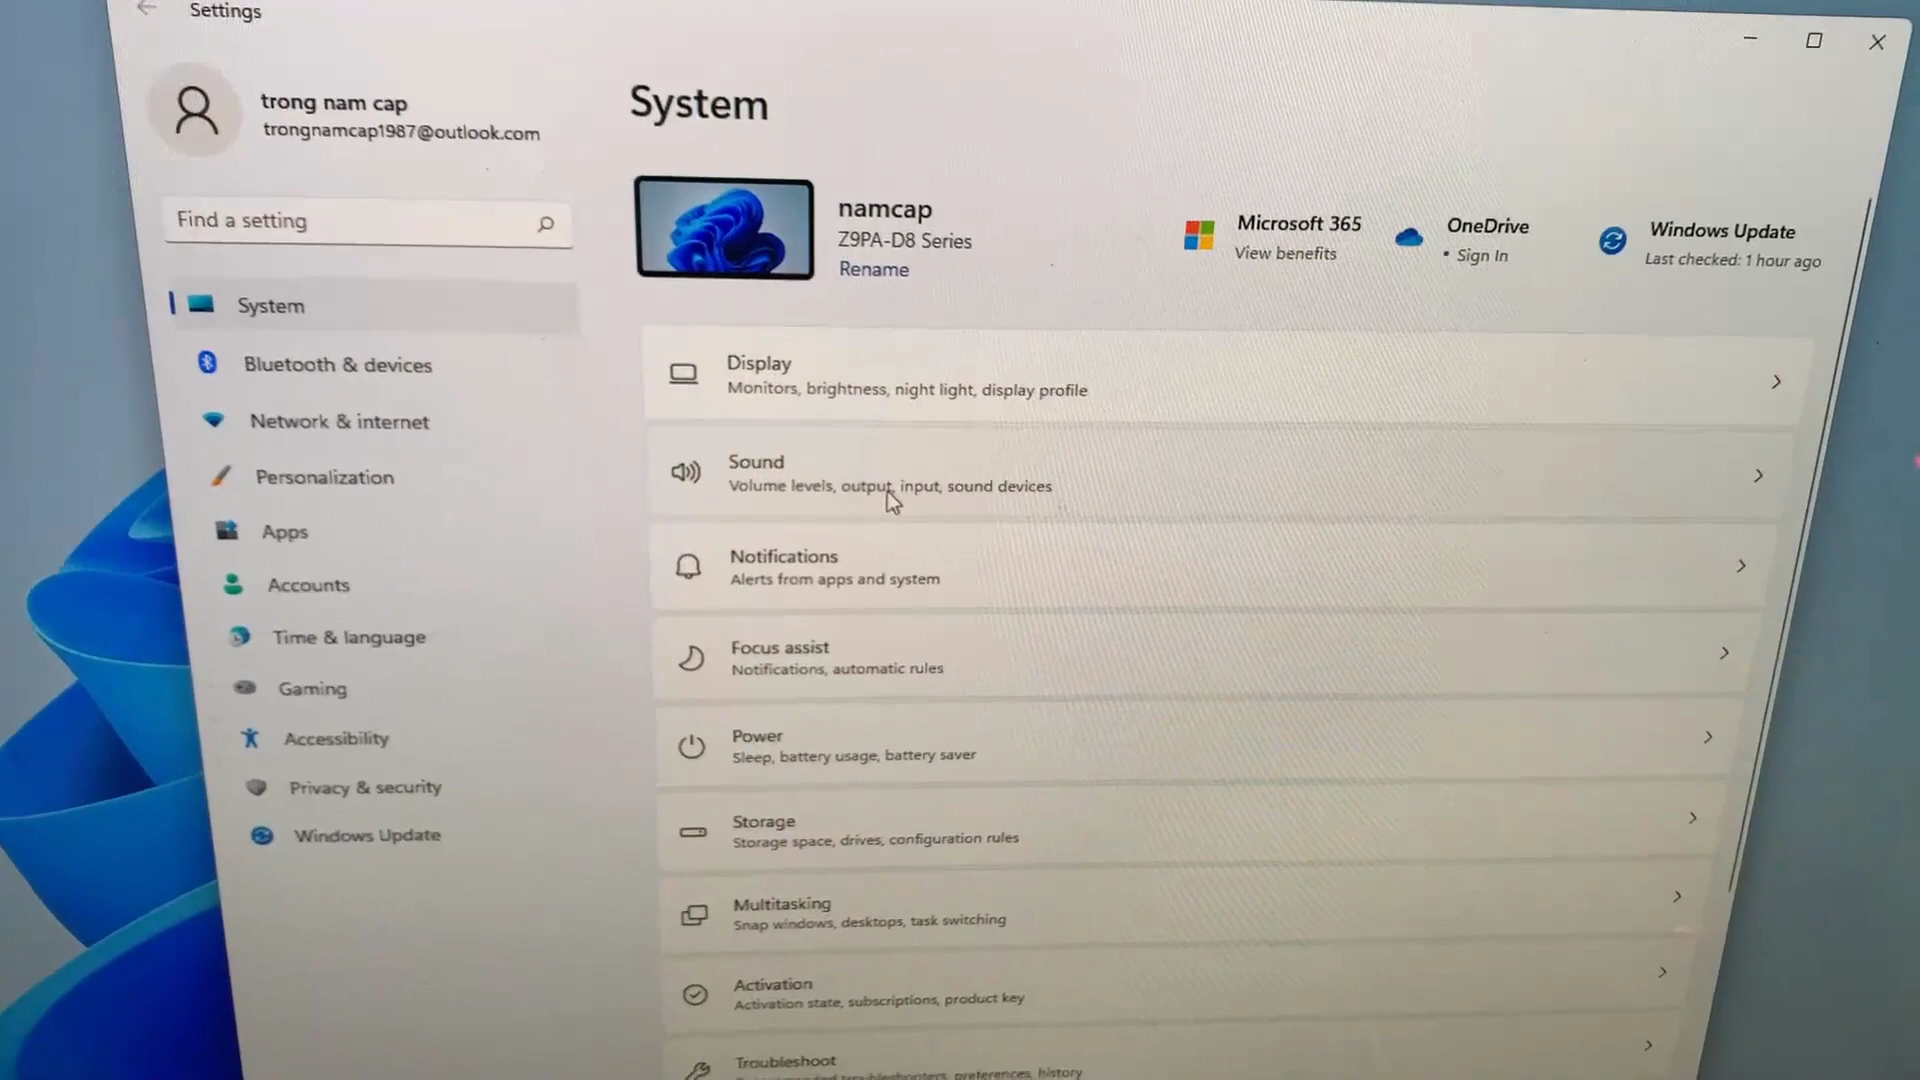 Settings
trong nam cap
trongnamcap1987@outlook.com
Find a setting
System
Bluetooth & devices
Network & internet
Personalization
Apps
Accounts
Time & language
Gaming
Accessibility
Privacy & security
Windows Update
System
namcap
Z9PA-D8 Series
Rename
Microsoft 365
View benefits
OneDrive
• Sign In
Windows Update
Last checked: 1 hour ago
Display
Monitors, brightness, night light, display profile
Sound
Volume levels, output, input, sound devices
Notifications
Alerts from apps and system
Focus assist
Notifications, automatic rules
Power
Sleep, battery usage, battery saver
Storage
Storage space, drives, configuration rules
Multitasking
Snap windows, desktops, task switching
Activation
Activation state, subscriptions, product key
Troubleshoot
preferences, history